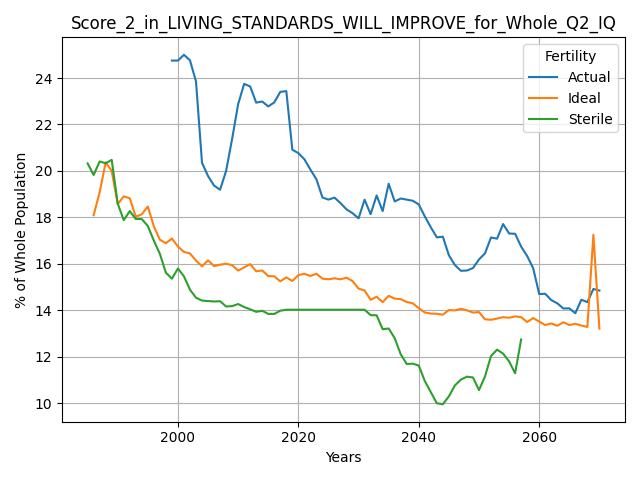 Score_2_in_LIVING_STANDARDS_WILL_IMPROVE_for_Whole_Q2_IQ
Fertility
Actual
Ideal
Sterile
% of Whole Population
24
22
20
18
16
14
12
10
2000 2020 2040 2060
Years